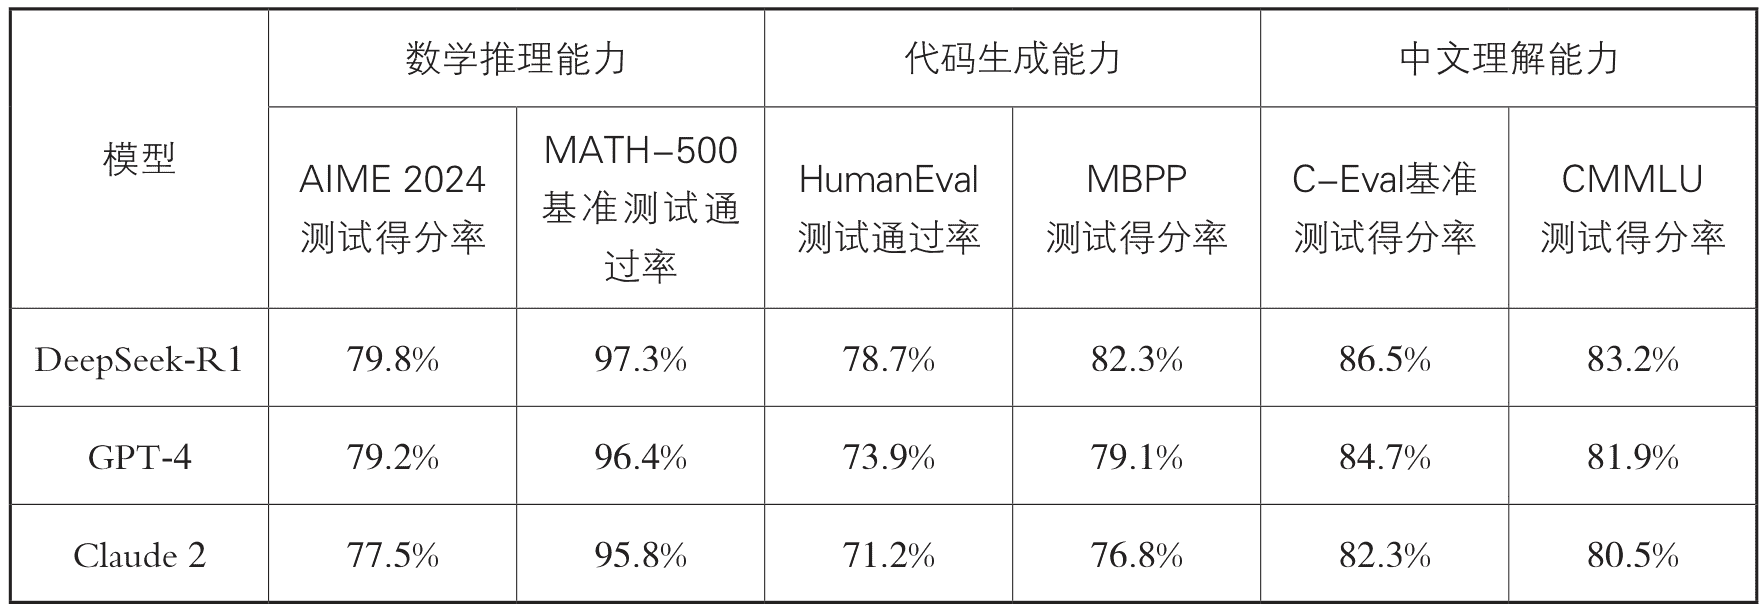 模型
数学推理能力
代码生成能力
中文理解能力
AIME 2024
测试得分率
MATH-500
基准测试通
过率
HumanEval
测试通过率
MBPP
测试得分率
C-Eval基准
测试得分率
CMMLU
测试得分率
DeepSeek-R1 79.8% 97.3% 78.7% 82.3% 86.5% 83.2%
GPT-4 79.2% 96.4% 73.9% 79.1% 84.7% 81.9%
Claude 2 77.5% 95.8% 71.2% 76.8% 82.3% 80.5%